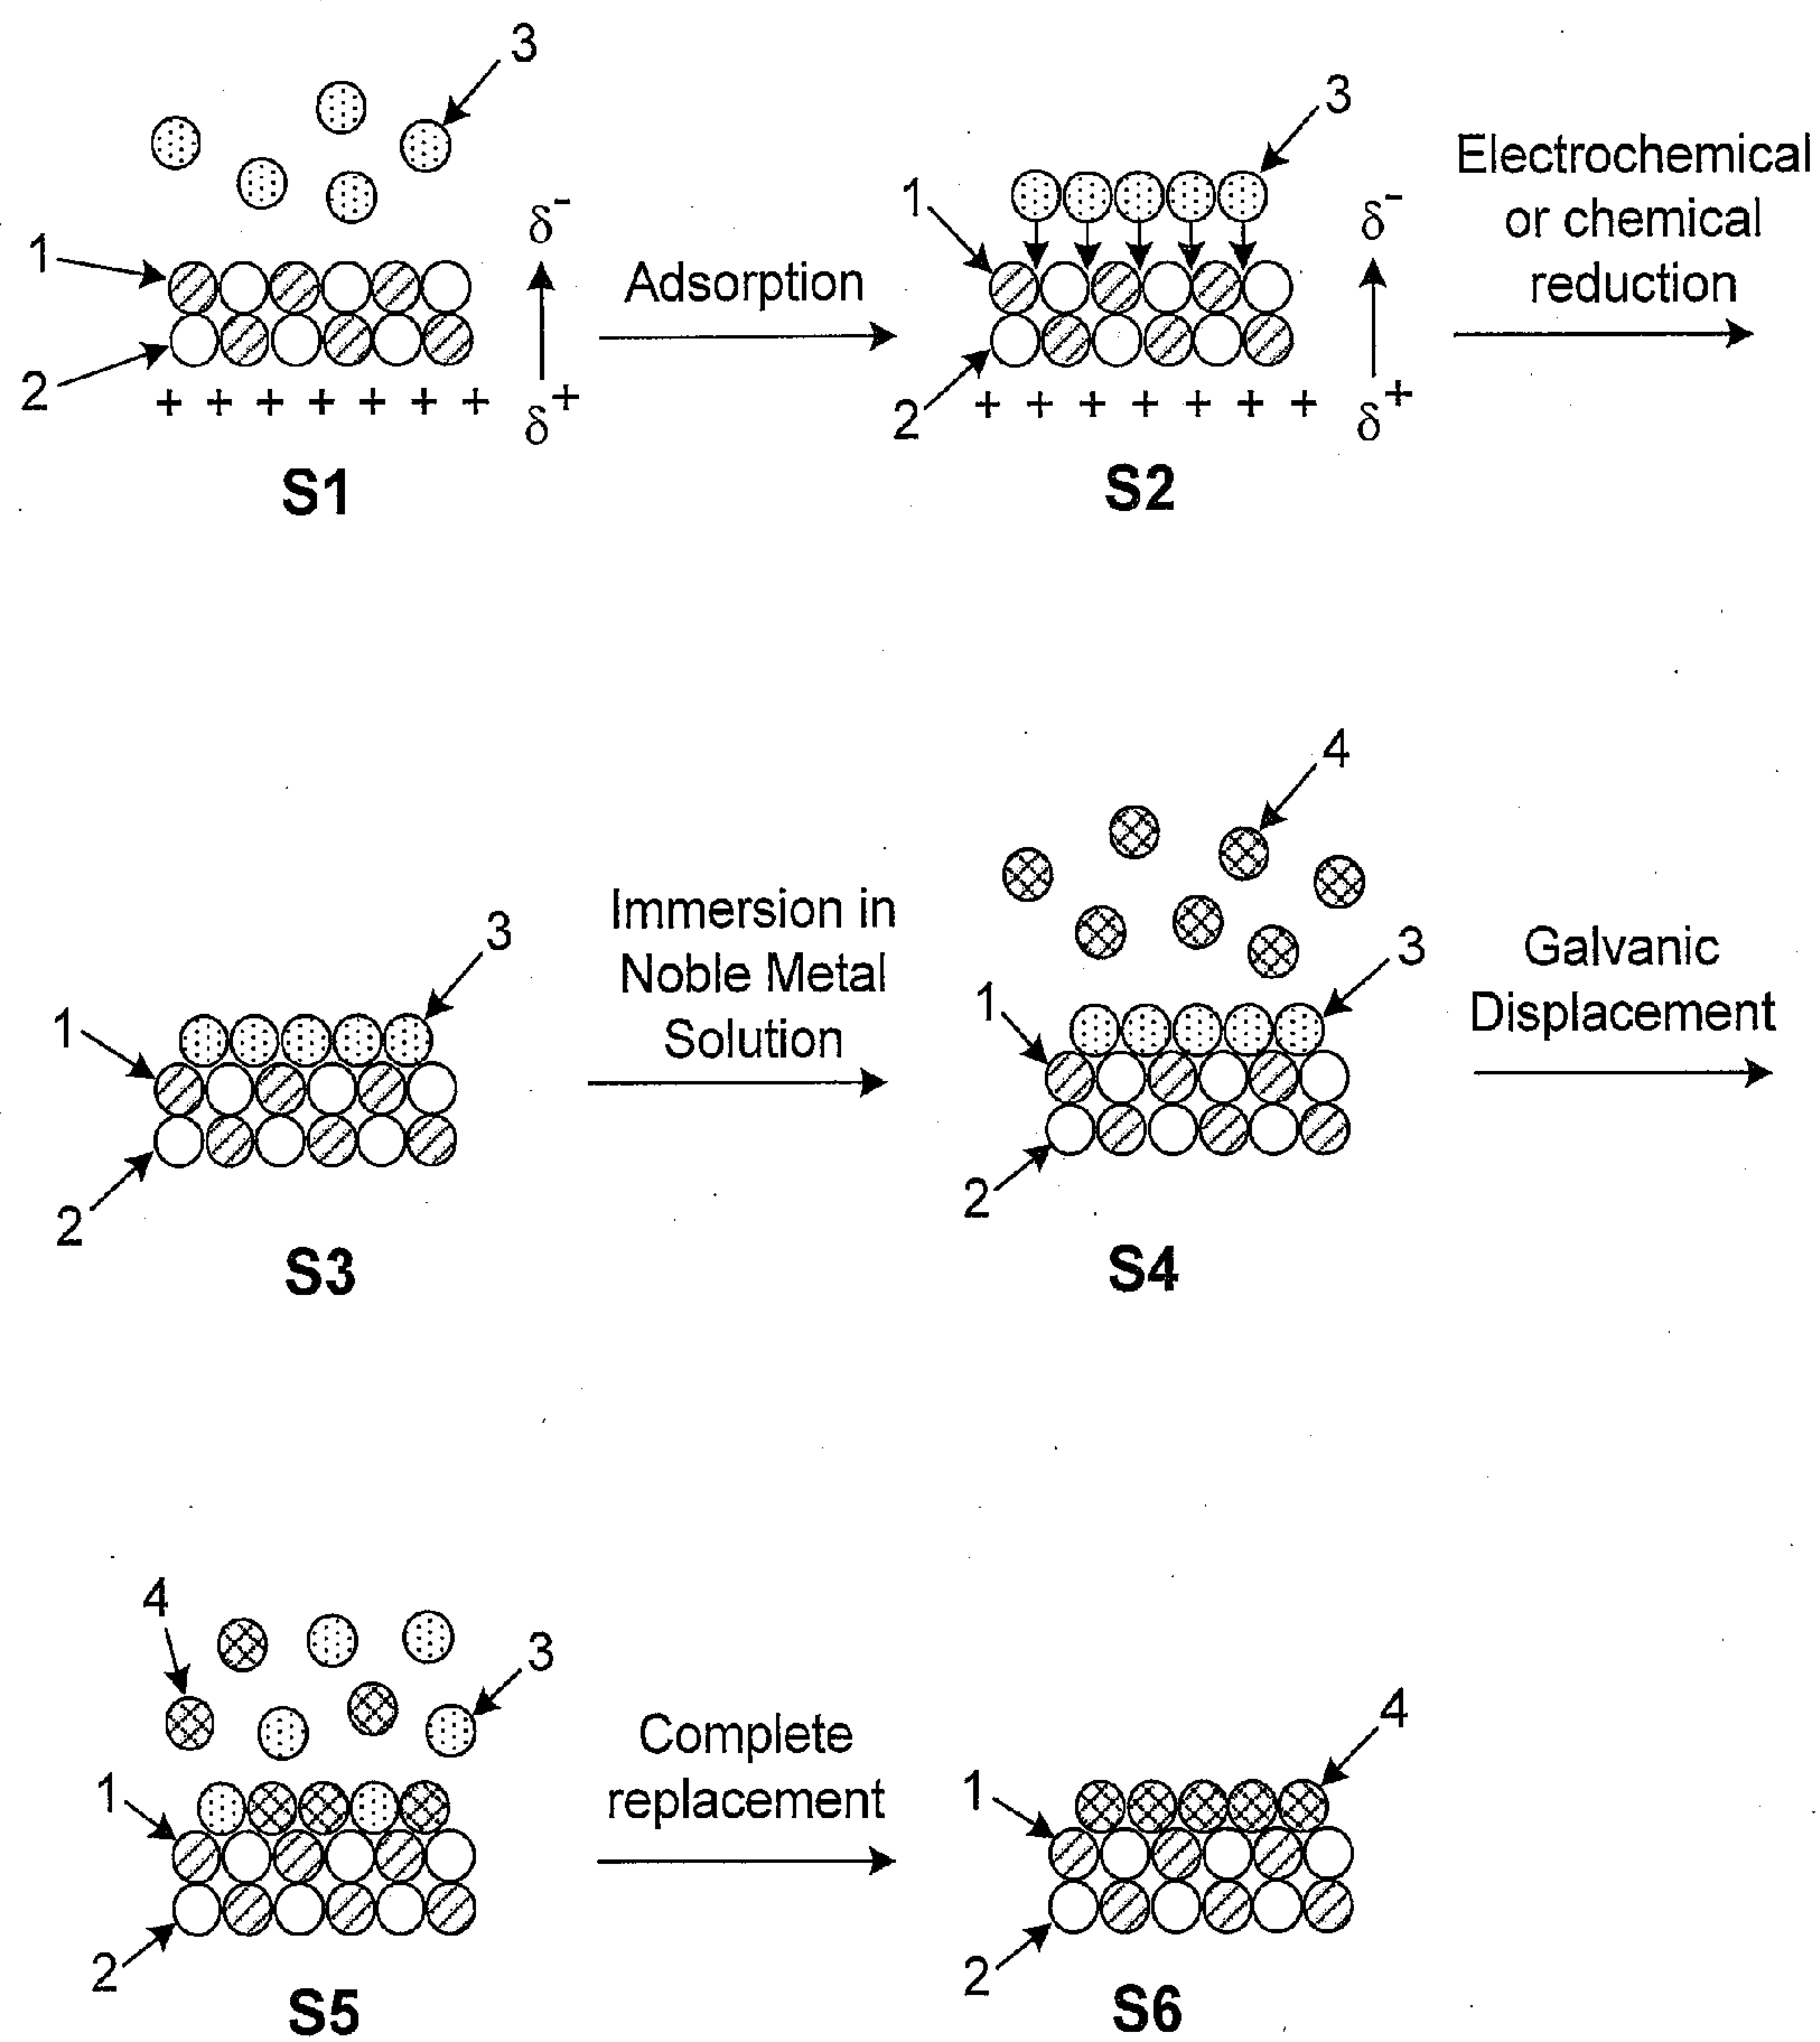 3
1
2
δ⁻
δ⁺
+ + + + + + +
S1
Adsorption
3
1
2
δ⁻
δ⁺
+ + + + + + +
S2
Electrochemical
or chemical
reduction
3
1
2
S3
Immersion in
Noble Metal
Solution
4
3
1
2
S4
Galvanic
Displacement
4
3
1
2
S5
Complete
replacement
4
1
2
S6